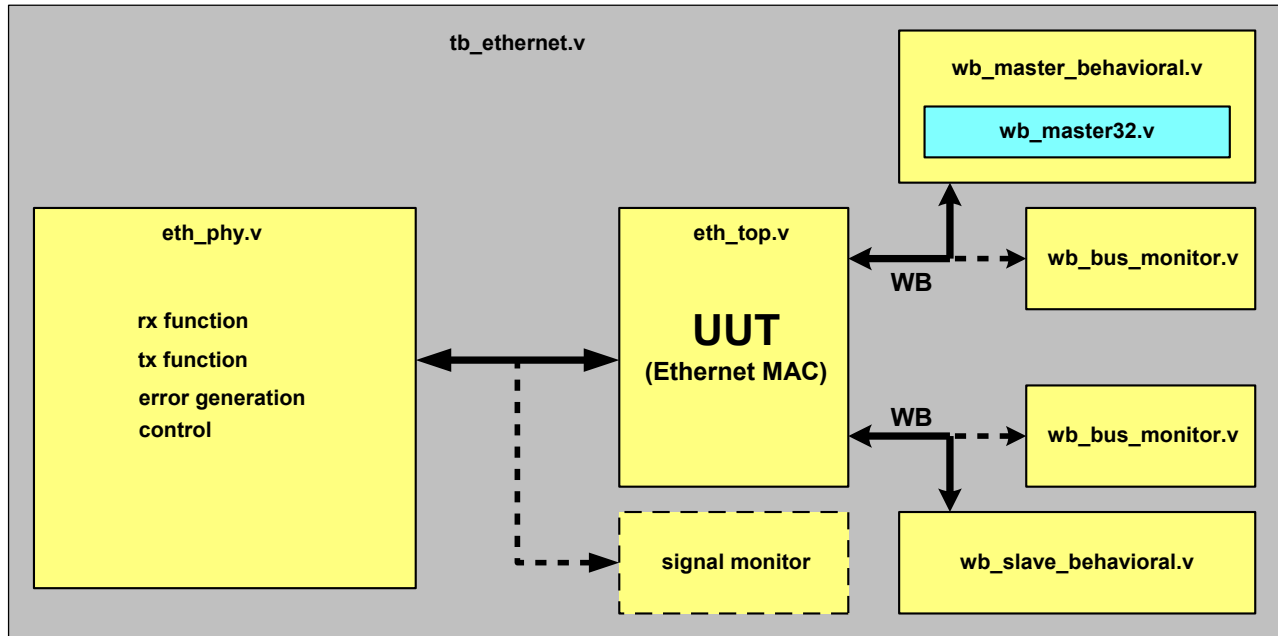 tb_ethernet.v
wb_master_behavioral.v
wb_master32.v
eth_phy.v
rx function
tx function
error generation
control
eth_top.v
UUT
(Ethernet MAC)
WB
wb_bus_monitor.v
WB
wb_bus_monitor.v
signal monitor
wb_slave_behavioral.v